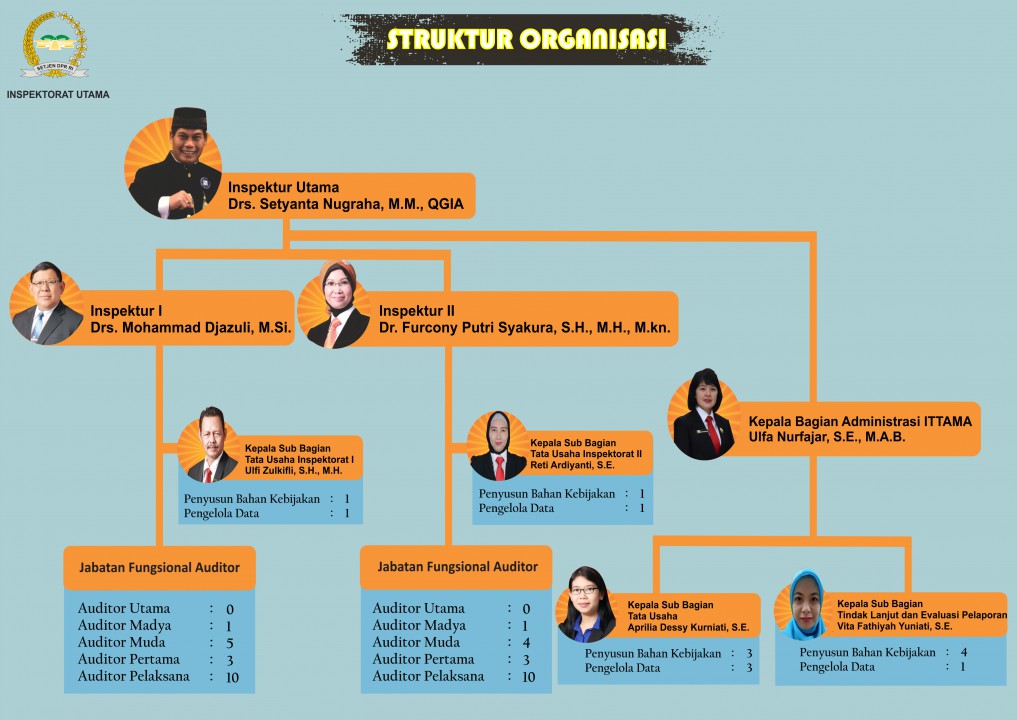 STRUKTUR ORGANISASI
SETJEN DPR RI
INSPEKTORAT UTAMA
Inspektur Utama
Drs. Setyanta Nugraha, M.M., QGIA
Inspektur I
Drs. Mohammad Djazuli, M.Si.
Inspektur II
Dr. Furcony Putri Syakura, S.H., M.H., M.kn.
Kepala Bagian Administrasi ITTAMA
Ulfa Nurfajar, S.E., M.A.B.
Kepala Sub Bagian
Tata Usaha Inspektorat I
Ulfi Zulkifli, S.H., M.H.
Penyusun Bahan Kebijakan : 1
Pengelola Data : 1
Kepala Sub Bagian
Tata Usaha Inspektorat II
Reti Ardiyanti, S.E.
Penyusun Bahan Kebijakan : 1
Pengelola Data : 1
Jabatan Fungsional Auditor
Auditor Utama : 0
Auditor Madya : 1
Auditor Muda : 5
Auditor Pertama : 3
Auditor Pelaksana : 10
Jabatan Fungsional Auditor
Auditor Utama : 0
Auditor Madya : 1
Auditor Muda : 4
Auditor Pertama : 3
Auditor Pelaksana : 10
Kepala Sub Bagian
Tata Usaha
Aprilia Dessy Kurniati, S.E.
Penyusun Bahan Kebijakan : 3
Pengelola Data : 3
Kepala Sub Bagian
Tindak Lanjut dan Evaluasi Pelaporan
Vita Fathiyah Yuniati, S.E.
Penyusun Bahan Kebijakan : 4
Pengelola Data : 1